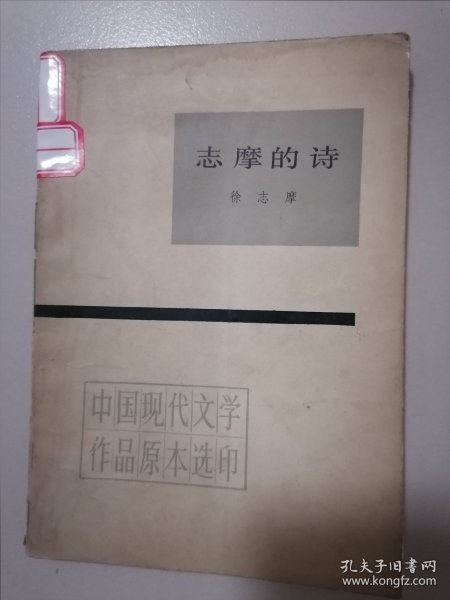 志摩的诗
徐志摩
中国现代文学
作品原本选印
孔夫子旧书网
www.kongfz.com